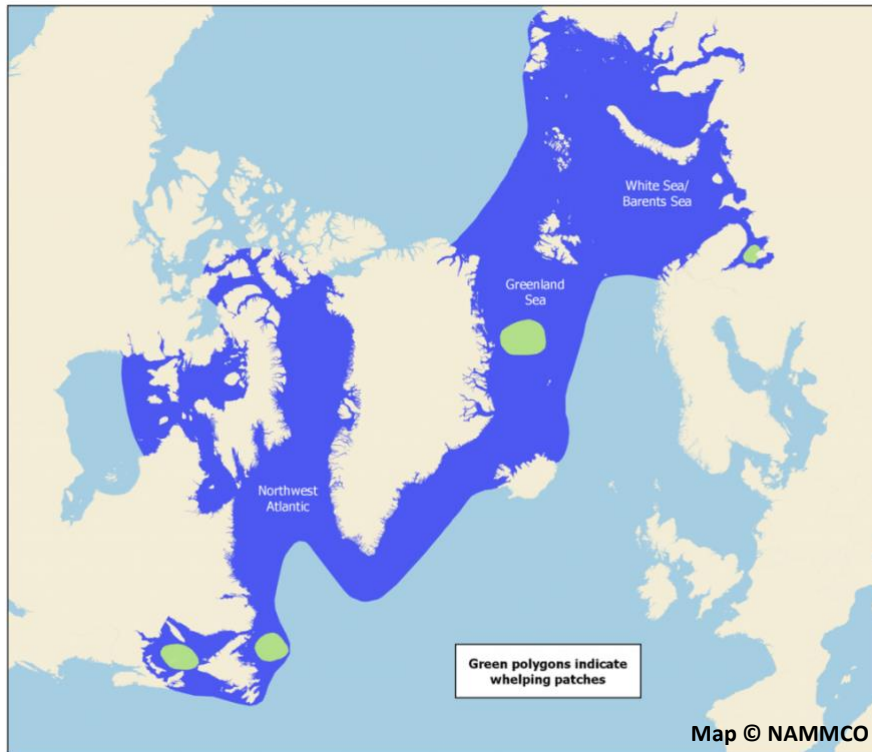 White Sea/
Barents Sea
Greenland
Sea
Northwest
Atlantic
Green polygons indicate
whelping patches
Map © NAMMCO